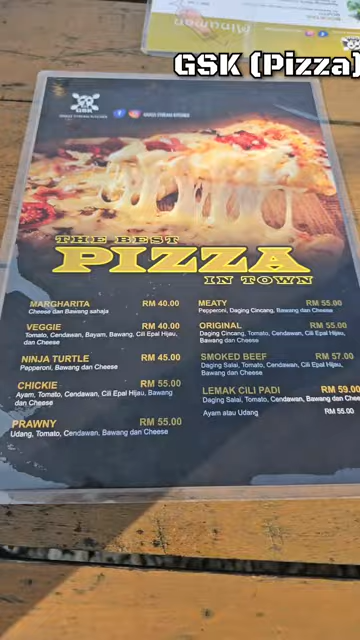 Minuman
GSK (Pizza)
GSK
THE BEST
PIZZA
IN TOWN
MARGHARITA RM 40.00
Cheese dan Bawang sahaja
VEGGIE RM 40.00
Tomato, Cendawan, Bayam, Bawang, Cili Epal Hijau,
dan Cheese
NINJA TURTLE RM 45.00
Pepperoni, Bawang dan Cheese
CHICKIE RM 55.00
Ayam, Tomato, Cendawan, Cili Epal Hijau, Bawang
dan Cheese
PRAWNY RM 55.00
Udang, Tomato, Cendawan, Bawang dan Cheese
MEATY RM 55.00
Pepperoni, Daging Cincang, Bawang dan Cheese
ORIGINAL RM 55.00
Daging Cincang, Tomato, Cendawan, Cili Epal Hijau,
Bawang dan Cheese
SMOKED BEEF RM 57.00
Daging Salai, Tomato, Cendawan, Cili Epal Hijau,
Bawang dan Cheese
LEMAK CILI PADI RM 59.00
Daging Salai, Tomato, Cendawan, Bawang dan Cheese
Ayam atau Udang RM 55.00